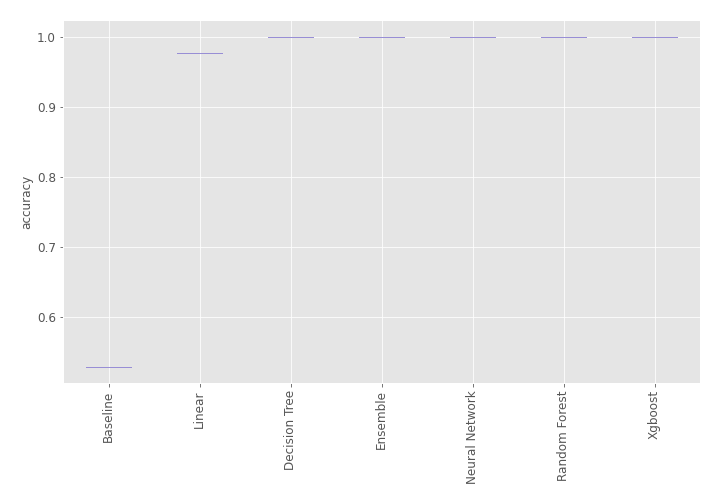 1.0
0.9
0.8
0.7
0.6
accuracy
Baseline
Linear
Decision Tree
Ensemble
Neural Network
Random Forest
Xgboost